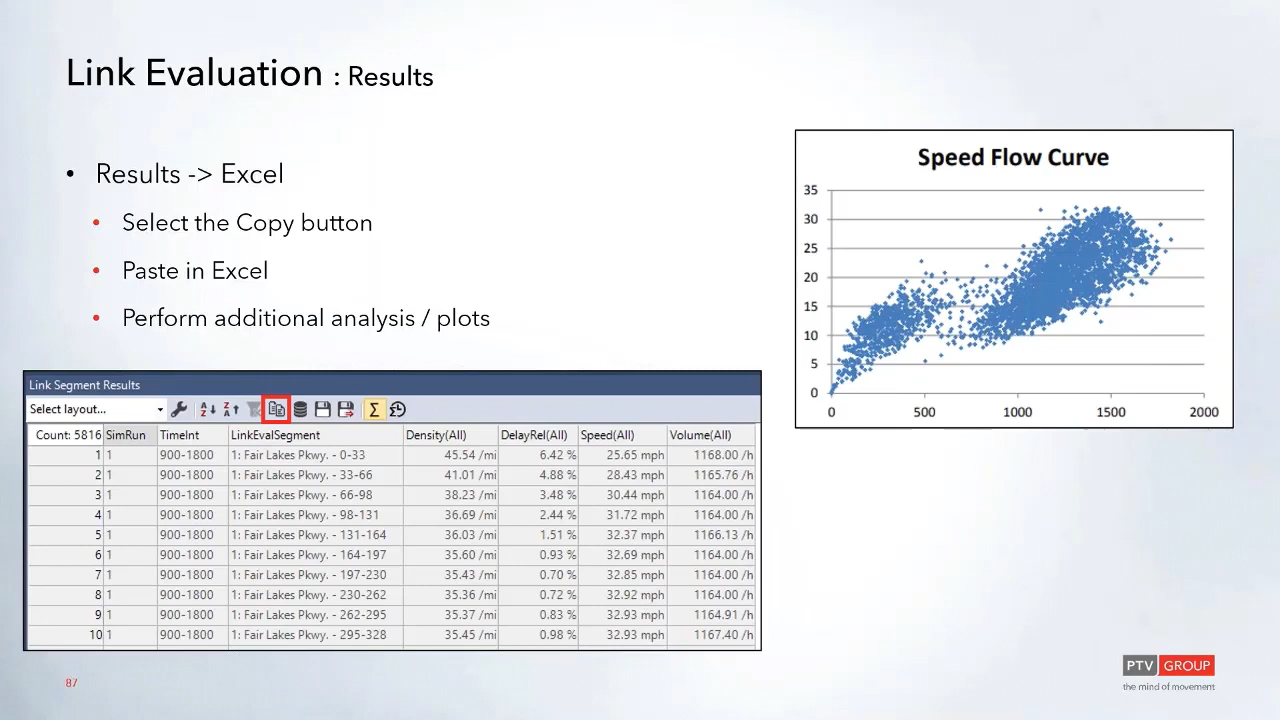 Link Evaluation : Results
• Results -> Excel
• Select the Copy button
• Paste in Excel
• Perform additional analysis / plots
Speed Flow Curve
35
30
25
20
15
10
5
0
0 500 1000 1500 2000
Link Segment Results
Select layout...
Count: 5816 SimRun TimeInt LinkEvalSegment Density(All) DelayRel(All) Speed(All) Volume(All)
1 1 900-1800 1: Fair Lakes Pkwy. - 0-33 45.54 /mi 6.42 % 25.65 mph 1168.00 /h
2 1 900-1800 1: Fair Lakes Pkwy. - 33-66 41.01 /mi 4.88 % 28.43 mph 1165.76 /h
3 1 900-1800 1: Fair Lakes Pkwy. - 66-98 38.23 /mi 3.48 % 30.44 mph 1164.00 /h
4 1 900-1800 1: Fair Lakes Pkwy. - 98-131 36.69 /mi 2.44 % 31.72 mph 1164.00 /h
5 1 900-1800 1: Fair Lakes Pkwy. - 131-164 36.03 /mi 1.51 % 32.37 mph 1166.13 /h
6 1 900-1800 1: Fair Lakes Pkwy. - 164-197 35.60 /mi 0.93 % 32.69 mph 1164.00 /h
7 1 900-1800 1: Fair Lakes Pkwy. - 197-230 35.43 /mi 0.70 % 32.85 mph 1164.00 /h
8 1 900-1800 1: Fair Lakes Pkwy. - 230-262 35.36 /mi 0.72 % 32.92 mph 1164.00 /h
9 1 900-1800 1: Fair Lakes Pkwy. - 262-295 35.37 /mi 0.83 % 32.93 mph 1164.91 /h
10 1 900-1800 1: Fair Lakes Pkwy. - 295-328 35.45 /mi 0.98 % 32.93 mph 1167.40 /h
87
PTV GROUP
the mind of movement